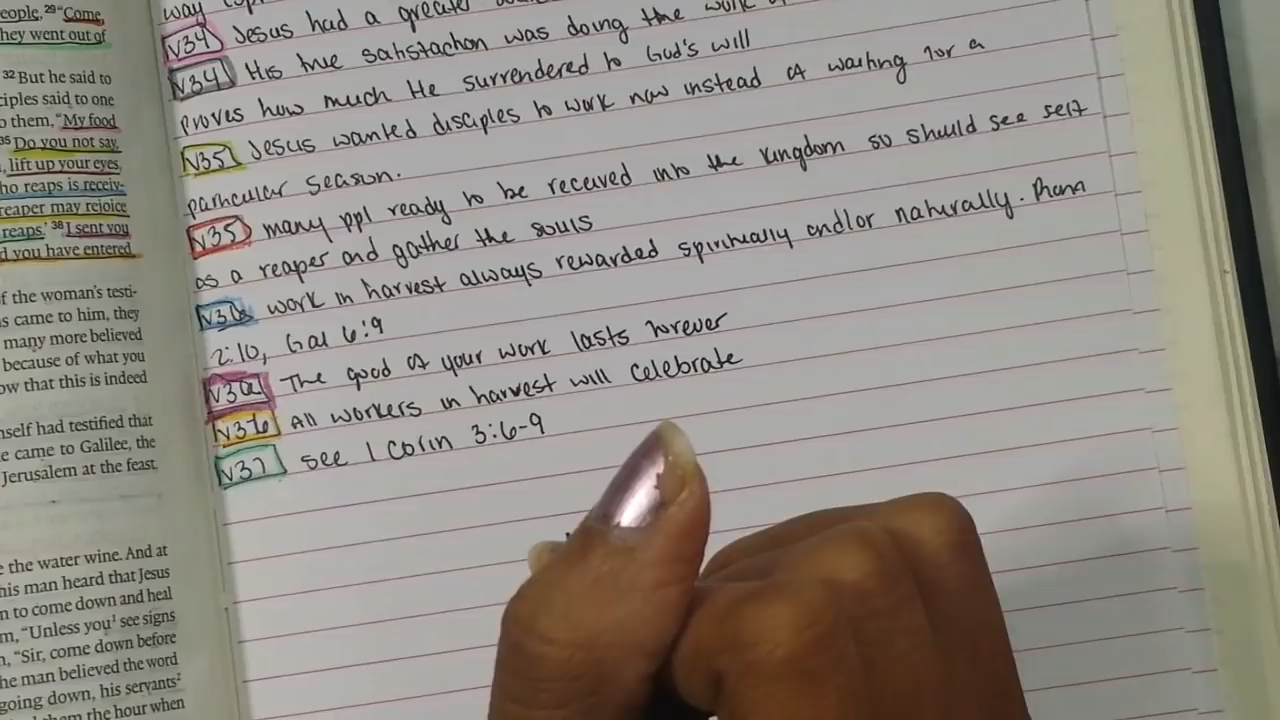 eople, 29 "Come,
hey went out of
32 But he said to
ciples said to one
o them, "My food
35 Do you not say,
, lift up your eyes,
ho reaps is receiv-
reaper may rejoice
reaps.' 38 I sent you
d you have entered
f the woman's testi-
s came to him, they
many more believed
because of what you
ow that this is indeed
nself had testified that
e came to Galilee, the
Jerusalem at the feast.
e the water wine. And at
his man heard that Jesus
n to come down and heal
m, "Unless you¹ see signs
, "Sir, come down before
he man believed the word
going down, his servants²
the hour when
way
V34 Jesus had a greater
V34 His true satisfaction was doing the work
proves how much He surrendered to God's will
V35 Jesus wanted disciples to work now instead of waiting for a
particular season.
V35 many ppl ready to be received into the kingdom so should see self
as a reaper and gather the souls
V36 work in harvest always rewarded spiritually and/or naturally.
2:10, Gal 6:9
V36 The good of your work lasts forever
V36 All workers in harvest will celebrate
V37 see 1 Corin 3:6-9